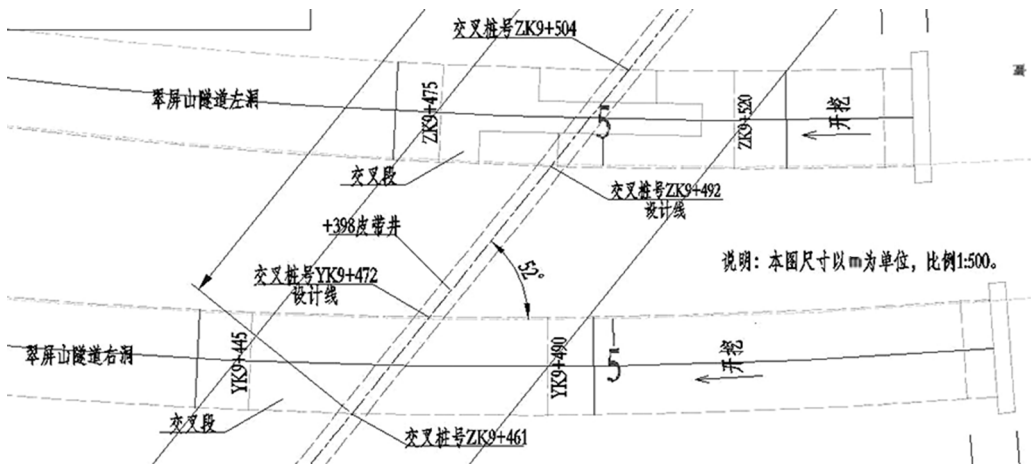 交叉桩号ZK9+504
翠屏山隧道左洞
ZK9+475
5
ZK9+520
开挖
交叉段
交叉桩号ZK9+492
设计线
+398皮带井
52°
交叉桩号YK9+472
设计线
说明：本图尺寸以m为单位，比例1:500。
翠屏山隧道右洞
YK9+445
YK9+490
5
开挖
交叉段
交叉桩号ZK9+461